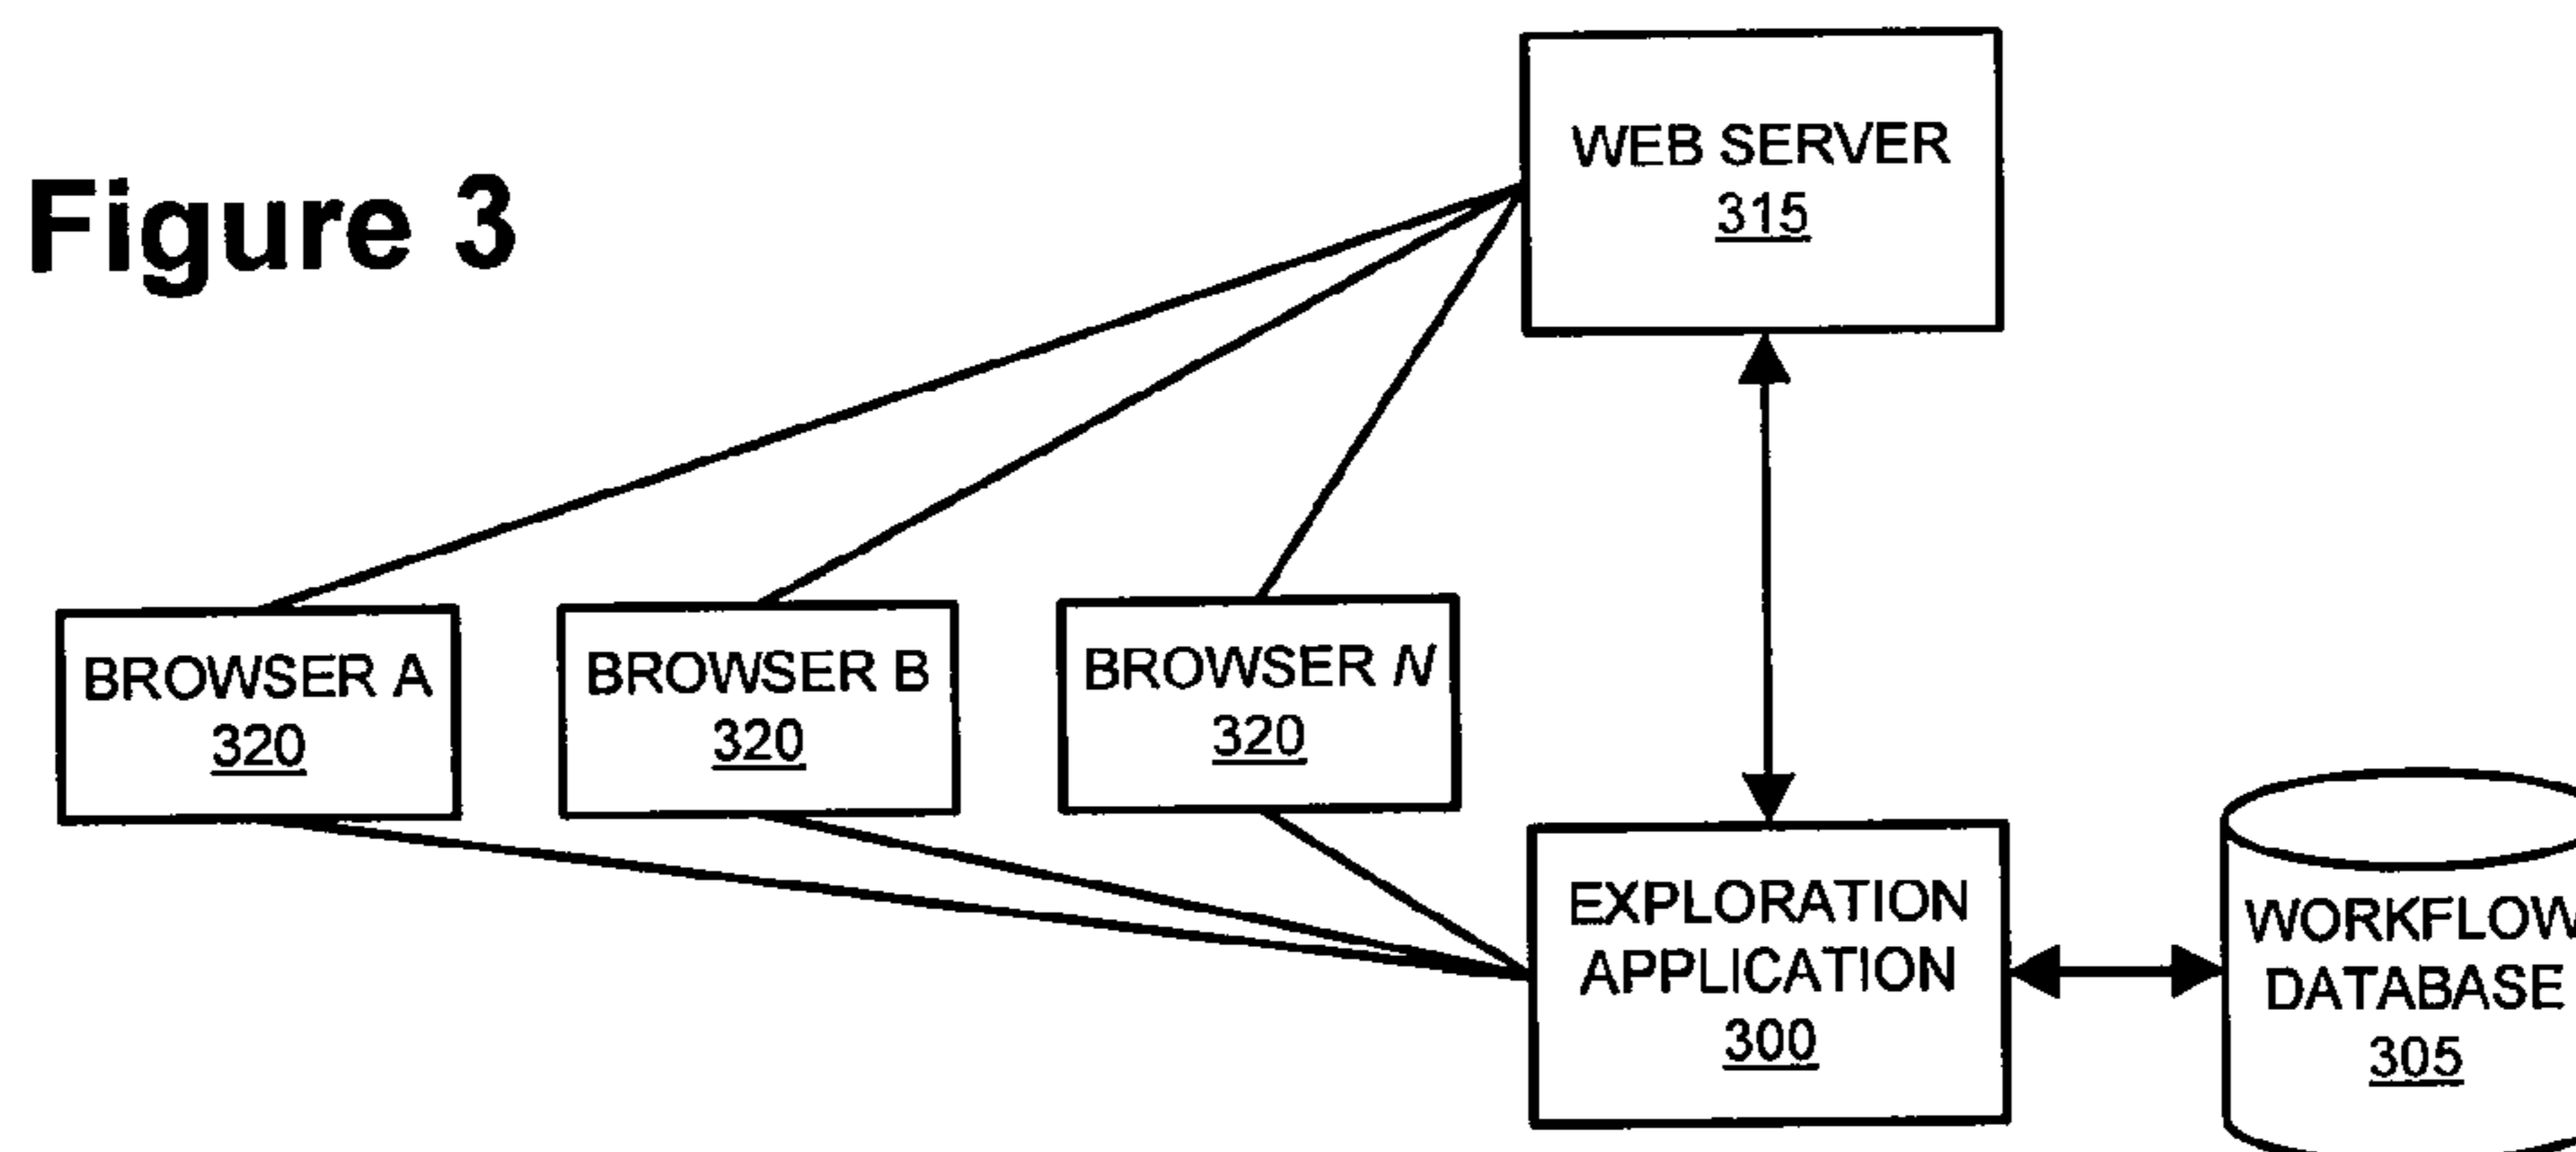 Figure 3
WEB SERVER
315
BROWSER A
320
BROWSER B
320
BROWSER N
320
EXPLORATION
APPLICATION
300
WORKFLOW
DATABASE
305